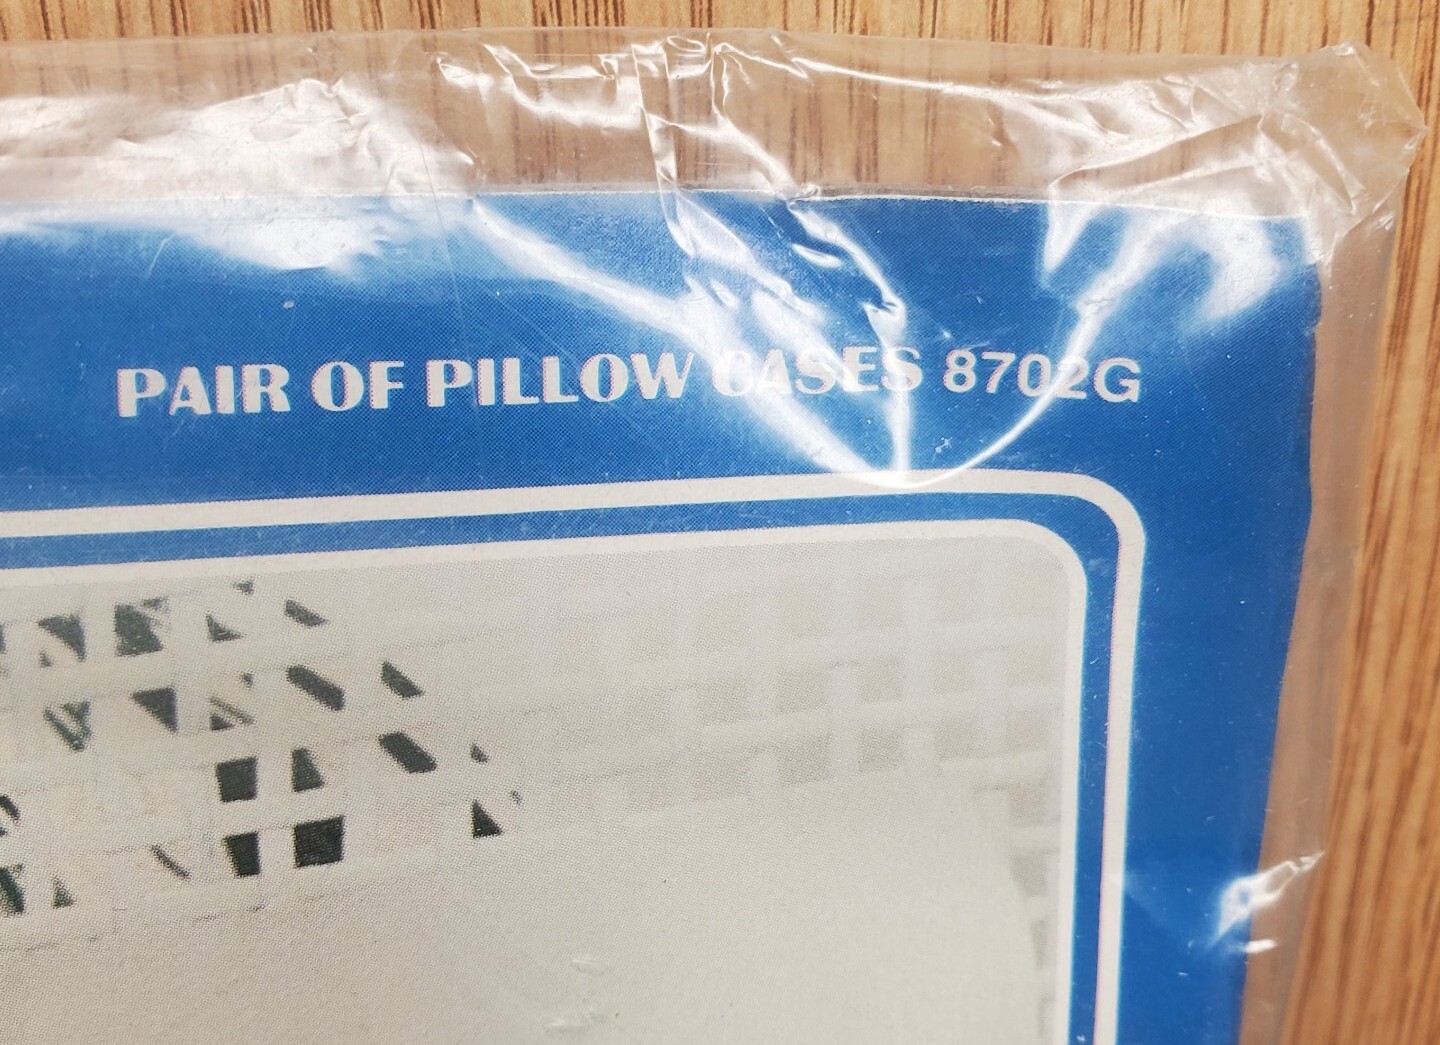 PAIR OF PILLOW CASES 8702G